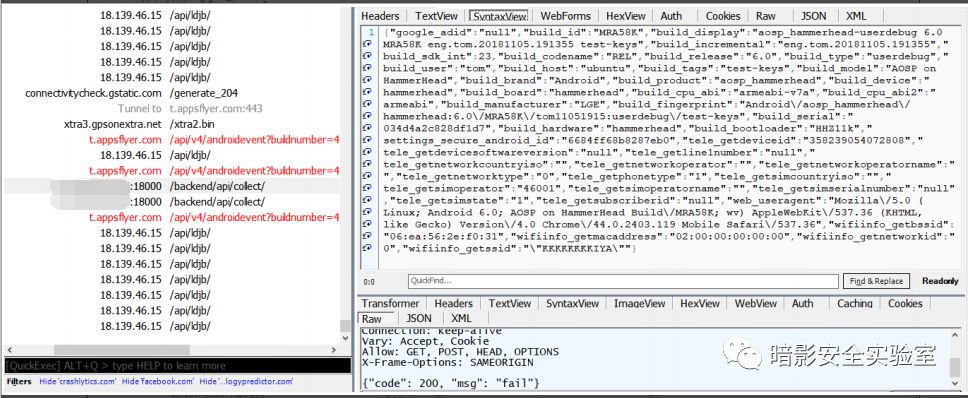 18.139.46.15 /api/ldjb/
18.139.46.15 /api/ldjb/
18.139.46.15 /api/ldjb/
18.139.46.15 /api/ldjb/
18.139.46.15 /api/ldjb/
connectivitycheck.gstatic.com /generate_204
Tunnel to t.appsflyer.com:443
xtra3.gpsonextra.net /xtra2.bin
t.appsflyer.com /api/v4/androidevent?buildnumber=4
18.139.46.15 /api/ldjb/
t.appsflyer.com /api/v4/androidevent?buildnumber=4
:18000 /backend/api/collect/
:18000 /backend/api/collect/
t.appsflyer.com /api/v4/androidevent?buildnumber=4
18.139.46.15 /api/ldjb/
18.139.46.15 /api/ldjb/
18.139.46.15 /api/ldjb/
18.139.46.15 /api/ldjb/
18.139.46.15 /api/ldjb/
18.139.46.15 /api/ldjb/
18.139.46.15 /api/ldjb/
[QuickExec] ALT+Q > type HELP to learn more
Filters Hide 'crashlytics.com' Hide 'facebook.com' Hide '...logypredictor.com'
Headers TextView SyntaxView WebForms HexView Auth Cookies Raw JSON XML
1 {"google_adid":"null","build_id":"MRA58K","build_display":"aosp_hammerhead-userdebug 6.0
MRA58K eng.tom.20181105.191355 test-keys","build_incremental":"eng.tom.20181105.191355","
build_sdk_int":23,"build_codename":"REL","build_release":"6.0","build_type":"userdebug","
build_user":"tom","build_host":"ubuntu","build_tags":"test-keys","build_model":"AOSP on
HammerHead","build_brand":"Android","build_product":"aosp_hammerhead","build_device":"
hammerhead","build_board":"hammerhead","build_cpu_abi":"armeabi-v7a","build_cpu_abi2":"
armeabi","build_manufacturer":"LGE","build_fingerprint":"Android\/aosp_hammerhead\/
hammerhead:6.0\/MRA58K\/tom11051915:userdebug\/test-keys","build_serial":"
034d4a2c828df1d7","build_hardware":"hammerhead","build_bootloader":"HHZ11k","
settings_secure_android_id":"6684ff68b8287eb0","tele_getdeviceid":"358239054072808","
tele_getdevicesoftwareversion":"null","tele_getline1number":"null","
tele_getnetworkcountryiso":"","tele_getnetworkoperator":"","tele_getnetworkoperatorname":"
","tele_getnetworktype":"0","tele_getphonetype":"1","tele_getsimcountryiso":"","
tele_getsimoperator":"46001","tele_getsimoperatorname":"","tele_getsimserialnumber":"null"
,"tele_getsimstate":"1","tele_getsubscriberid":"null","web_useragent":"Mozilla\/5.0 (
Linux; Android 6.0; AOSP on HammerHead Build\/MRA58K; wv) AppleWebKit\/537.36 (KHTML,
like Gecko) Version\/4.0 Chrome\/44.0.2403.119 Mobile Safari\/537.36","wifiinfo_getbssid":
"06:ea:56:2e:f0:31","wifiinfo_getmacaddress":"02:00:00:00:00:00","wifiinfo_getnetworkid":"
0","wifiinfo_getssid":"\"KKKKKKKKIYA\""}
0:0 QuickFind... Find & Replace Readonly
Transformer Headers TextView SyntaxView ImageView HexView WebView Auth Caching Cookies
Raw JSON XML
Connection: keep-alive
Vary: Accept, Cookie
Allow: GET, POST, HEAD, OPTIONS
X-Frame-Options: SAMEORIGIN
{"code": 200, "msg": "fail"}
暗影安全实验室